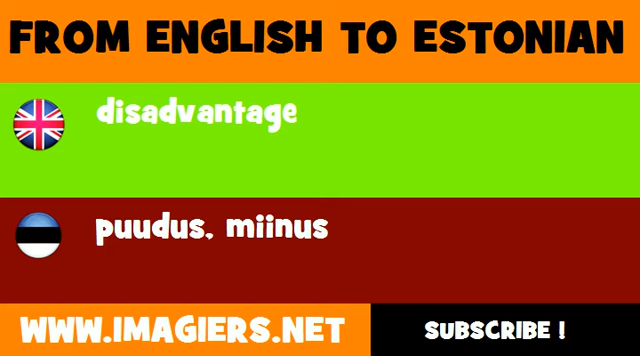 FROM ENGLISH TO ESTONIAN
disadvantage
puudus, miinus
WWW.IMAGIERS.NET
SUBSCRIBE !